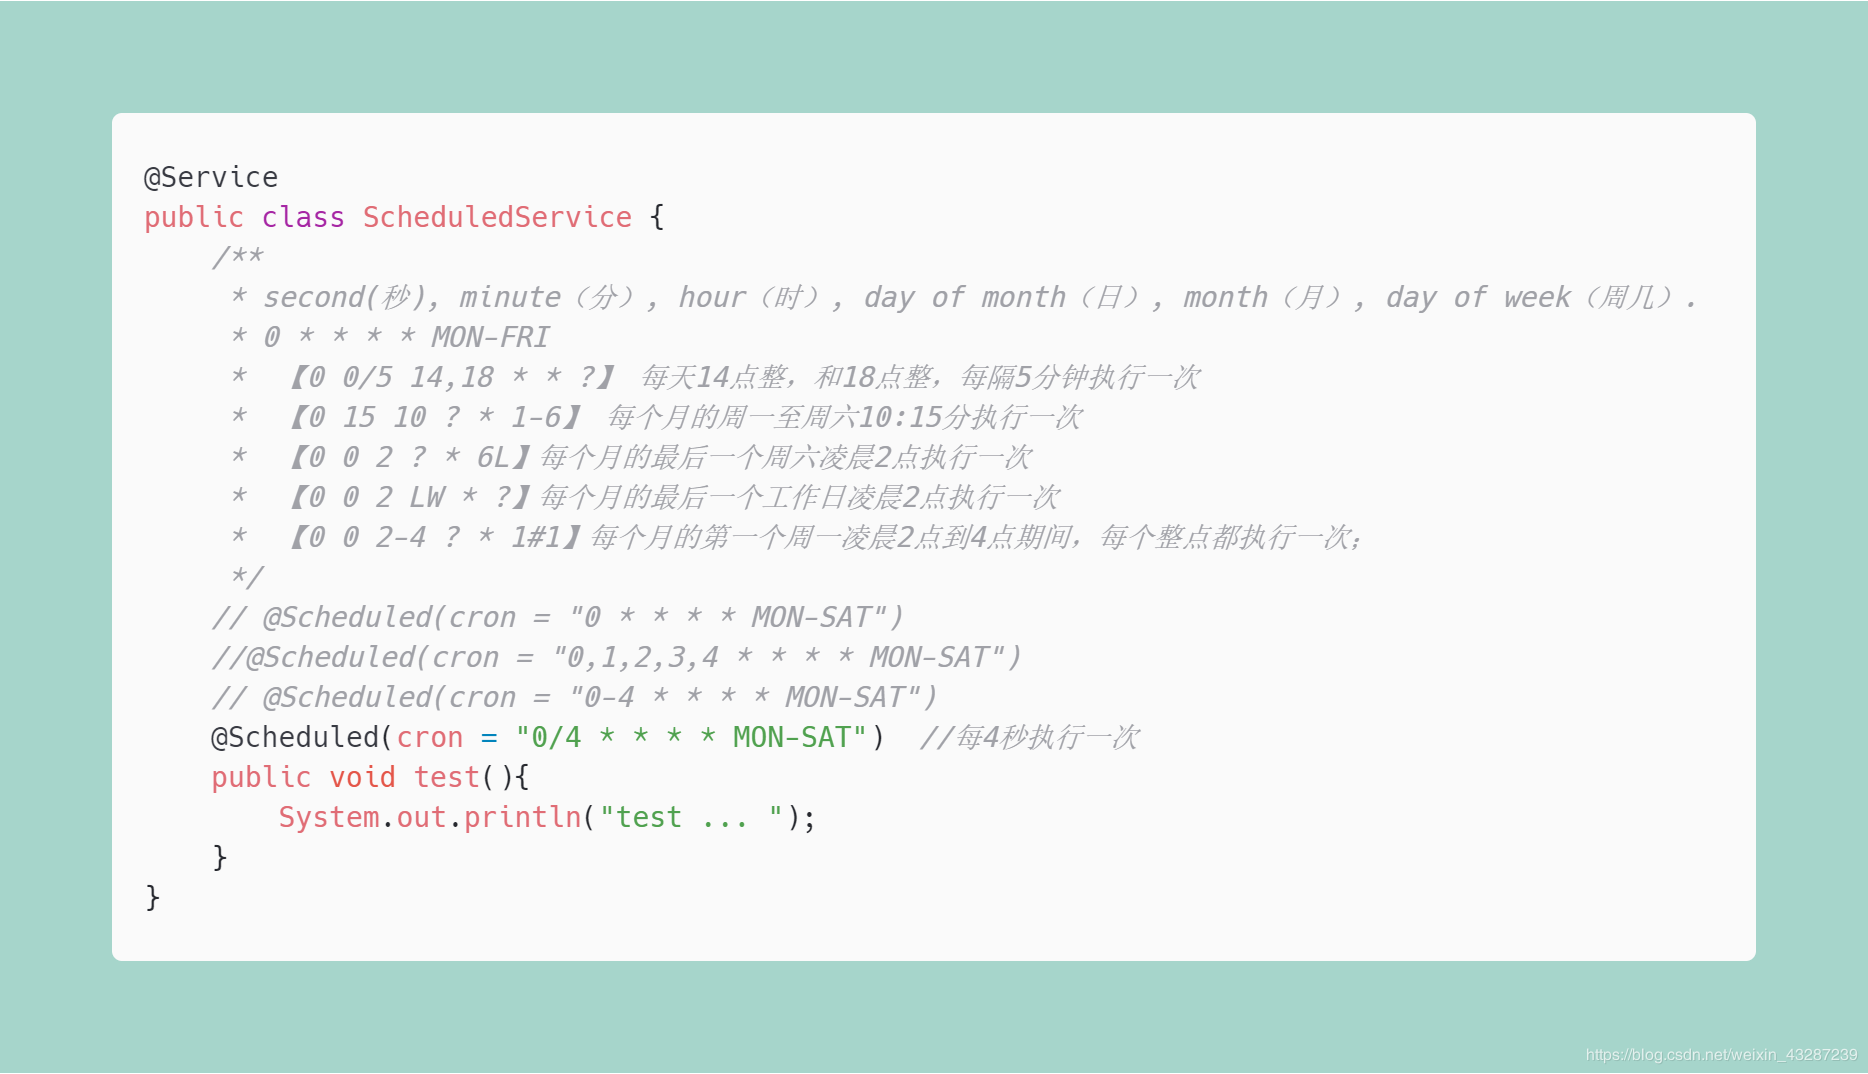 @Service
public class ScheduledService {
    /**
     * second(秒), minute（分）, hour（时）, day of month（日）, month（月）, day of week（周几）.
     * 0 * * * * MON-FRI
     *  【0 0/5 14,18 * * ?】 每天14点整，和18点整，每隔5分钟执行一次
     *  【0 15 10 ? * 1-6】 每个月的周一至周六10:15分执行一次
     *  【0 0 2 ? * 6L】每个月的最后一个周六凌晨2点执行一次
     *  【0 0 2 LW * ?】每个月的最后一个工作日凌晨2点执行一次
     *  【0 0 2-4 ? * 1#1】每个月的第一个周一凌晨2点到4点期间，每个整点都执行一次；
     */
    // @Scheduled(cron = "0 * * * * MON-SAT")
    //@Scheduled(cron = "0,1,2,3,4 * * * * MON-SAT")
    // @Scheduled(cron = "0-4 * * * * MON-SAT")
    @Scheduled(cron = "0/4 * * * * MON-SAT")  //每4秒执行一次
    public void test(){
        System.out.println("test ... ");
    }
}
https://blog.csdn.net/weixin_43287239